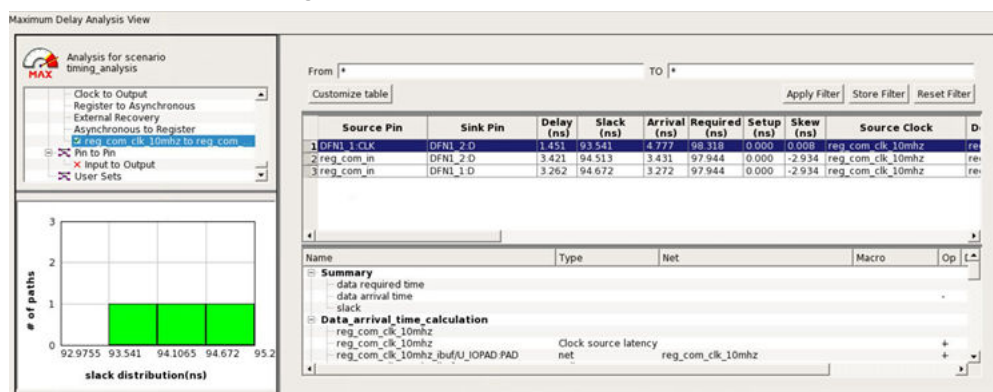 Maximum Delay Analysis View
MAX
Analysis for scenario
timing_analysis
Clock to Output
Register to Asynchronous
External Recovery
Asynchronous to Register
reg_com_clk_10mhz to reg_com
Pin to Pin
Input to Output
User Sets
From * TO *
Customize table Apply Filter Store Filter Reset Filter
Source Pin Sink Pin Delay (ns) Slack (ns) Arrival (ns) Required (ns) Setup (ns) Skew (ns) Source Clock D
1 DFN1_1:CLK DFN1_2:D 1.451 93.541 4.777 98.318 0.000 0.008 reg_com_clk_10mhz re
2 reg_com_in DFN1_2:D 3.421 94.513 3.431 97.944 0.000 -2.934 reg_com_clk_10mhz re
3 reg_com_in DFN1_1:D 3.262 94.672 3.272 97.944 0.000 -2.934 reg_com_clk_10mhz re
# of paths
3
2
1
0
92.9755 93.541 94.1065 94.672 95.2
slack distribution(ns)
Name Type Net Macro Op
Summary
data required time
data arrival time -
slack
Data_arrival_time_calculation
reg_com_clk_10mhz
reg_com_clk_10mhz Clock source latency +
reg_com_clk_10mhz_ibuf/U_IOPAD:PAD net reg_com_clk_10mhz +